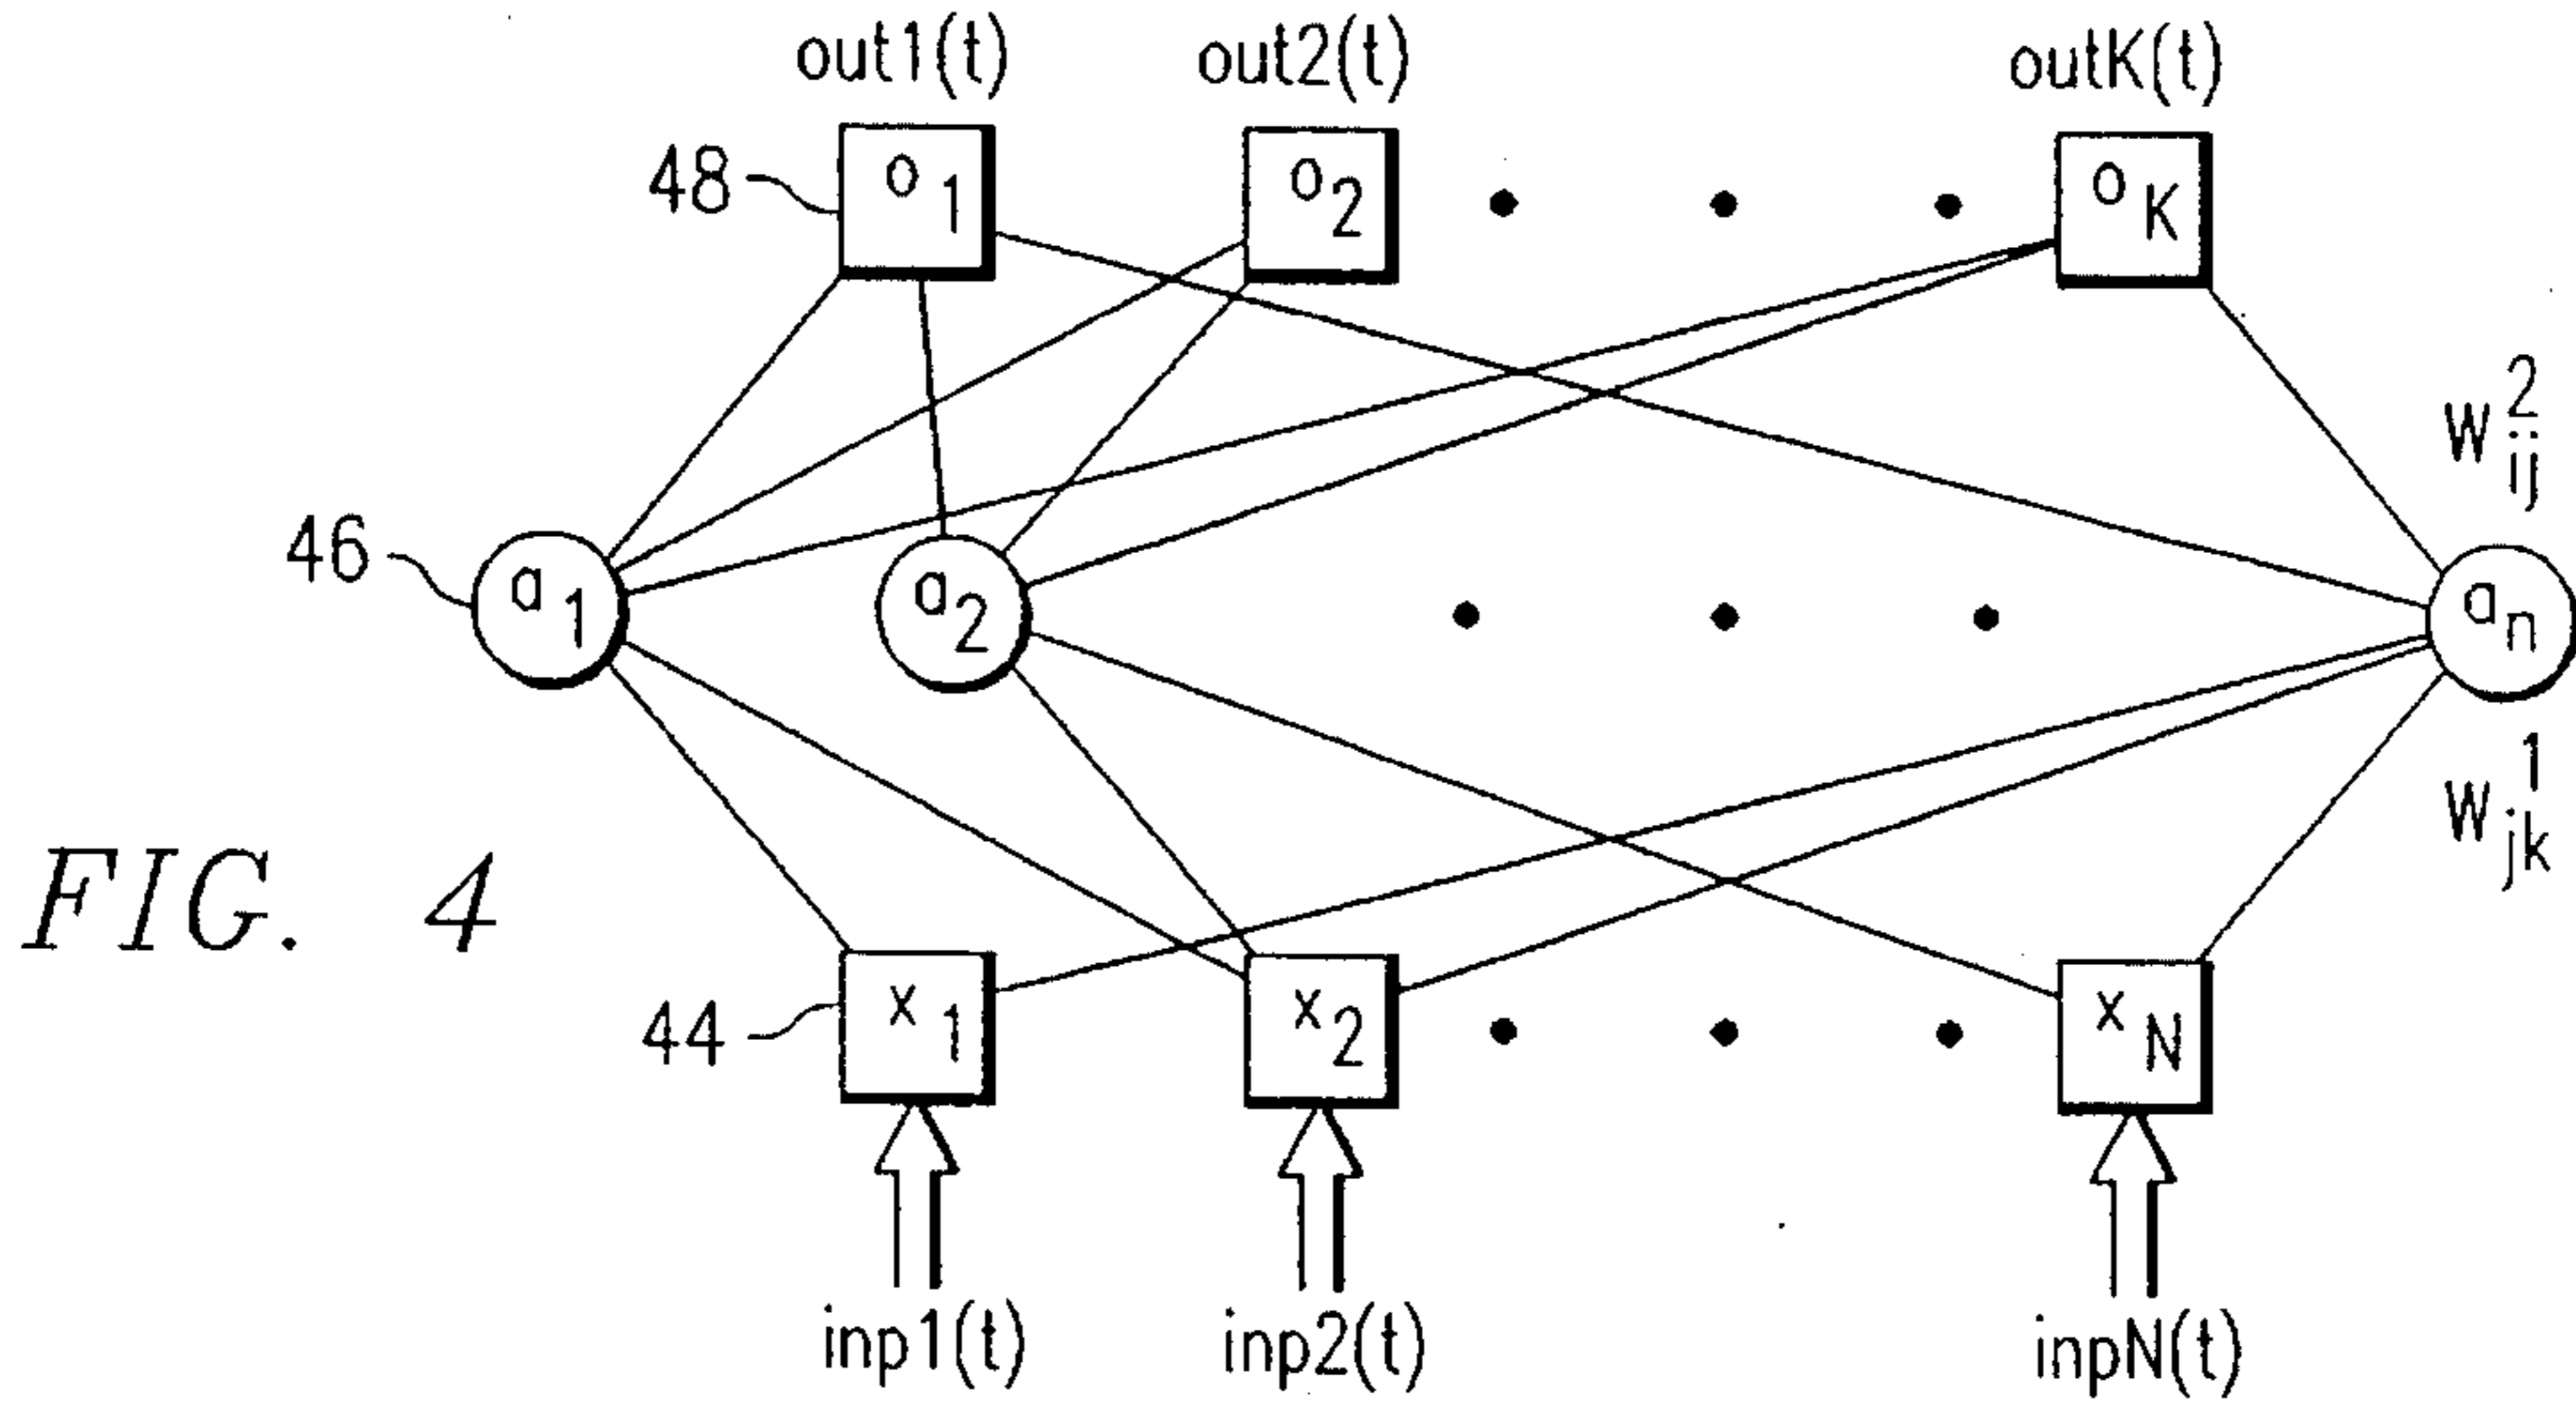 out1(t) out2(t) outK(t)
48 o1 o2 oK
W²ij
46 a1 a2 an
W¹jk
FIG. 4
44 x1 x2 xN
inp1(t) inp2(t) inpN(t)